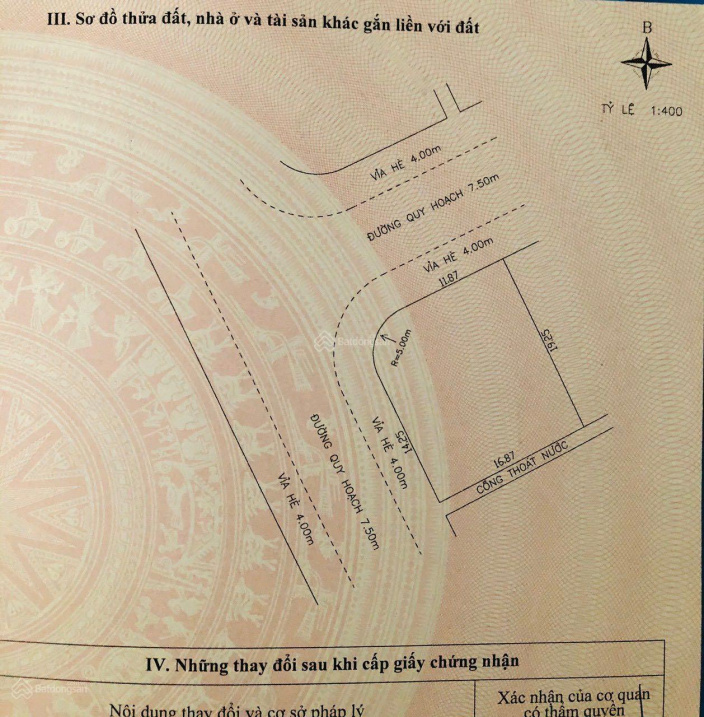 III. Sơ đồ thửa đất, nhà ở và tài sản khác gắn liền với đất
B
TỶ LỆ 1:400
VỈA HÈ 4.00m
ĐƯỜNG QUY HOẠCH 7.50m
VỈA HÈ 4.00m
11.87
R=5.00m
19.25
VỈA HÈ 4.00m
14.25
ĐƯỜNG QUY HOẠCH 7.50m
VỈA HÈ 4.00m
16.87
CỐNG THOÁT NƯỚC
Batdongsan
IV. Những thay đổi sau khi cấp giấy chứng nhận
Batdongsan
Nội dung thay đổi và cơ sở pháp lý
Xác nhận của cơ quan
có thẩm quyền